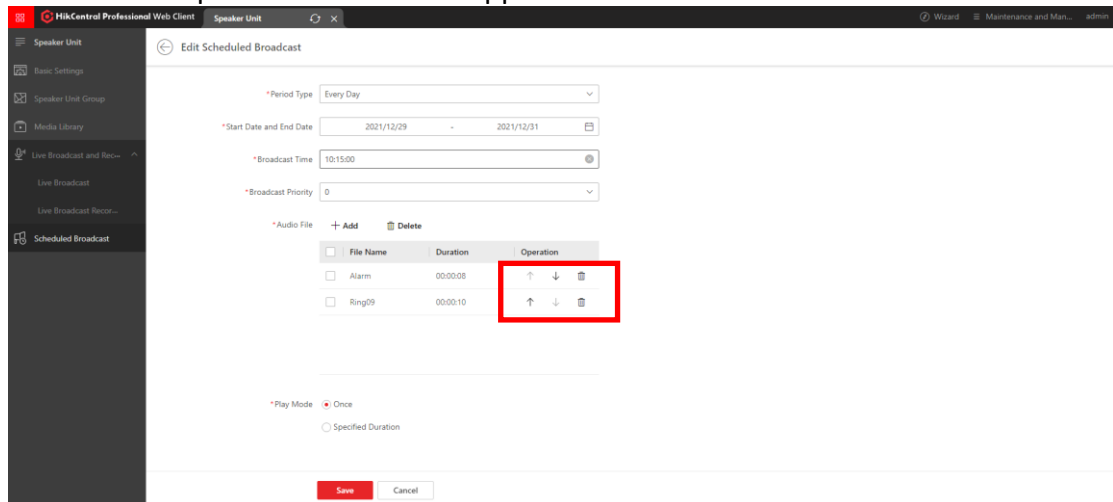 HikCentral Professional Web Client Speaker Unit Wizard Maintenance and Man... admin
Speaker Unit
Edit Scheduled Broadcast
Basic Settings
Speaker Unit Group
Media Library
Live Broadcast and Rec...
Live Broadcast
Live Broadcast Recor...
Scheduled Broadcast
*Period Type Every Day
*Start Date and End Date 2021/12/29 - 2021/12/31
*Broadcast Time 10:15:00
*Broadcast Priority 0
*Audio File + Add Delete
File Name Duration Operation
Alarm 00:00:08 ↑ ↓
Ring09 00:00:10 ↑ ↓
*Play Mode Once
Specified Duration
Save Cancel